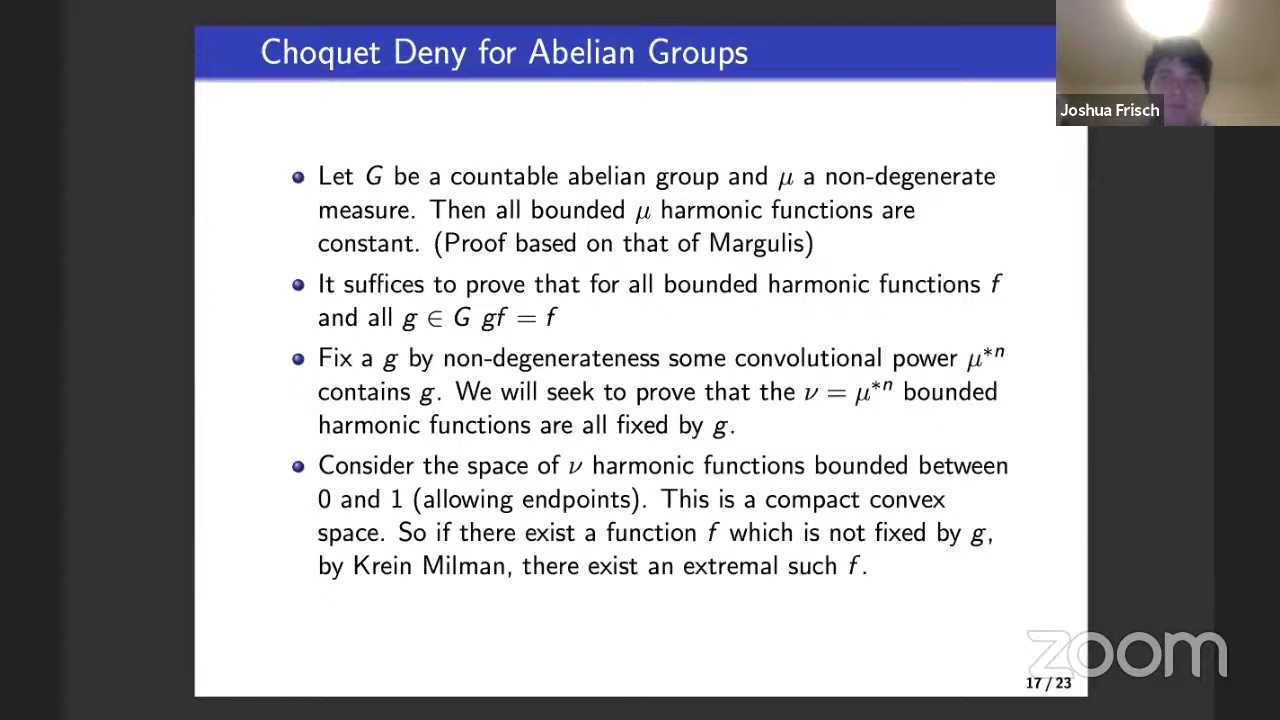 Choquet Deny for Abelian Groups
Joshua Frisch
Let G be a countable abelian group and μ a non-degenerate
measure. Then all bounded μ harmonic functions are
constant. (Proof based on that of Margulis)
It suffices to prove that for all bounded harmonic functions f
and all g ∈ G gf = f
Fix a g by non-degenerateness some convolutional power μ*ⁿ
contains g. We will seek to prove that the ν = μ*ⁿ bounded
harmonic functions are all fixed by g.
Consider the space of ν harmonic functions bounded between
0 and 1 (allowing endpoints). This is a compact convex
space. So if there exist a function f which is not fixed by g,
by Krein Milman, there exist an extremal such f.
zoom
17 / 23